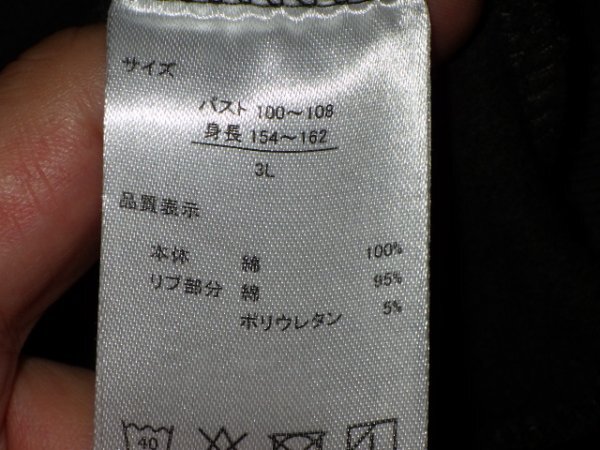 サイズ
バスト 100～108
身長 154～162
3L
品質表示
本体 綿 100%
リブ部分 綿 95%
ポリウレタン 5%
40